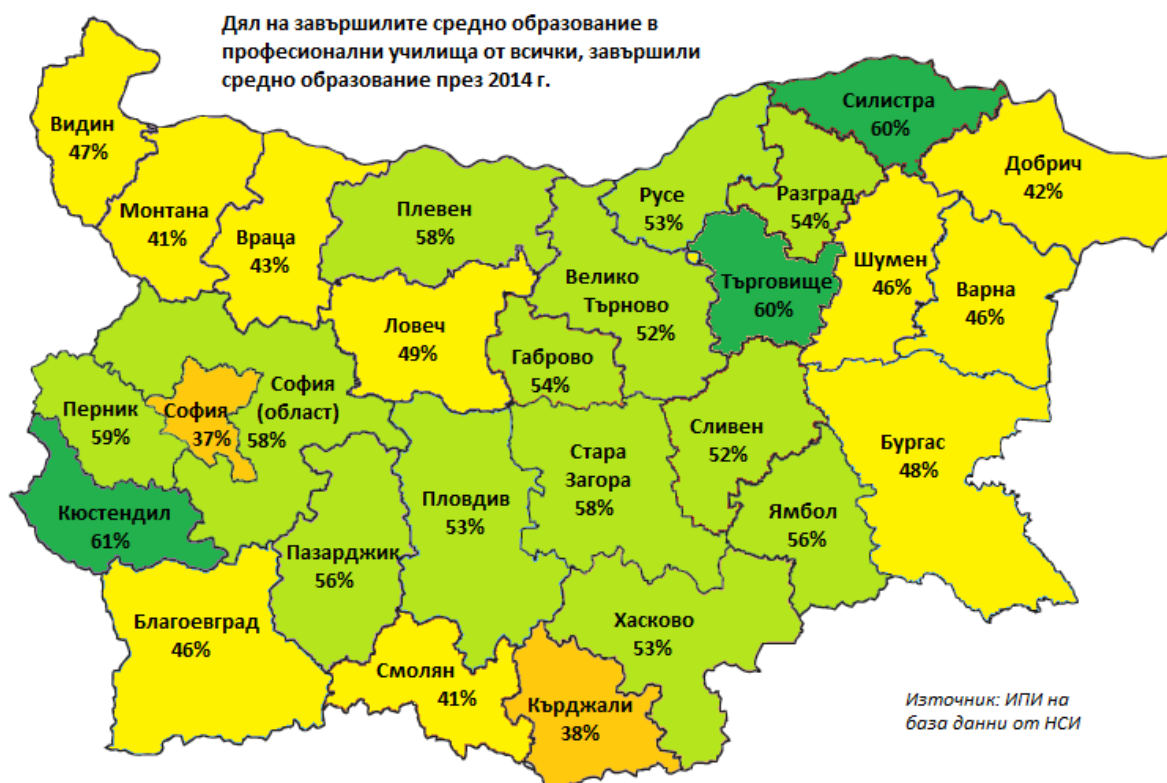 Дял на завършилите средно образование в
професионални училища от всички, завършили
средно образование през 2014 г.
Силистра
60%
Видин
47%
Добрич
42%
Монтана
41%
Враца
43%
Плевен
58%
Русе
53%
Разград
54%
Шумен
46%
Варна
46%
Търговище
60%
Велико
Търново
52%
Ловеч
49%
Габрово
54%
София
(област)
58%
Перник
59%
София
37%
Сливен
52%
Бургас
48%
Стара
Загора
58%
Пловдив
53%
Кюстендил
61%
Ямбол
56%
Пазарджик
56%
Благоевград
46%
Хасково
53%
Смолян
41%
Кърджали
38%
Източник: ИПИ на
база данни от НСИ